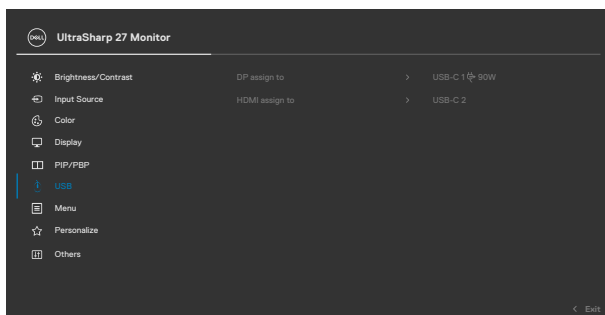 DELL UltraSharp 27 Monitor
Brightness/Contrast DP assign to > USB-C 1 90W
Input Source HDMI assign to > USB-C 2
Color
Display
PIP/PBP
USB
Menu
Personalize
Others
< Exit